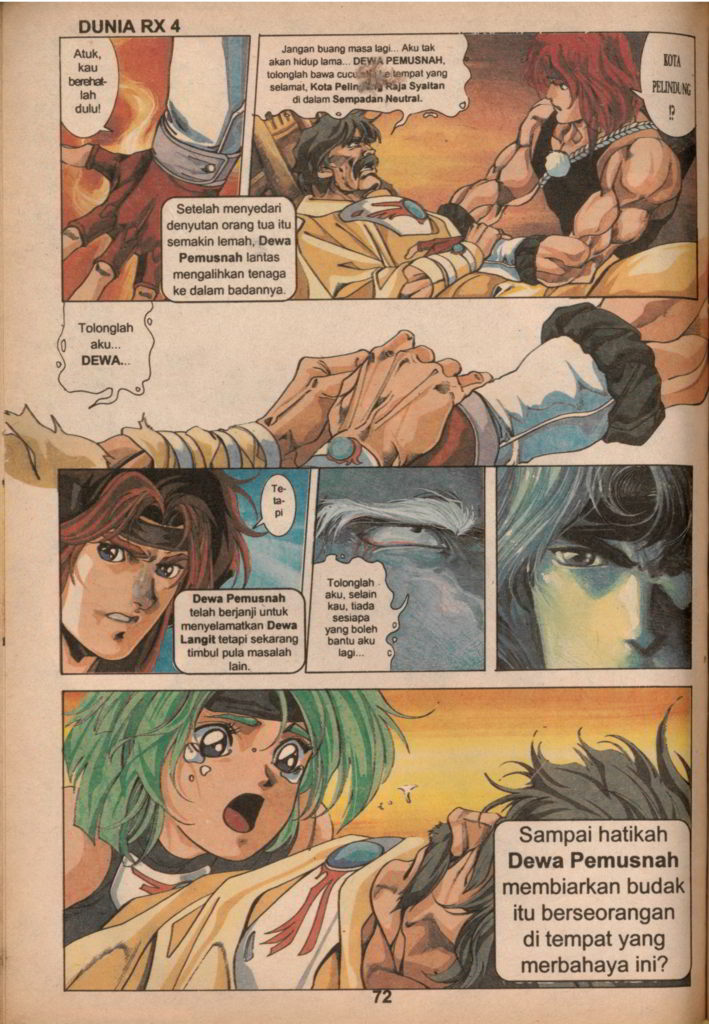 DUNIA RX 4
Atuk,
kau
berehat-
lah
dulu!
Jangan buang masa lagi... Aku tak
akan hidup lama... DEWA PEMUSNAH,
tolonglah bawa cucu ke tempat yang
selamat, Kota Pelindung Raja Syaitan
di dalam Sempadan Neutral.
KOTA
PELINDUNG
!?
Setelah menyedari
denyutan orang tua itu
semakin lemah, Dewa
Pemusnah lantas
mengalihkan tenaga
ke dalam badannya.
Tolonglah
aku...
DEWA...
Te-
ta-
pi
Dewa Pemusnah
telah berjanji untuk
menyelamatkan Dewa
Langit tetapi sekarang
timbul pula masalah
lain.
Tolonglah
aku, selain
kau, tiada
sesiapa
yang boleh
bantu aku
lagi...
Sampai hatikah
Dewa Pemusnah
membiarkan budak
itu berseorangan
di tempat yang
merbahaya ini?
72